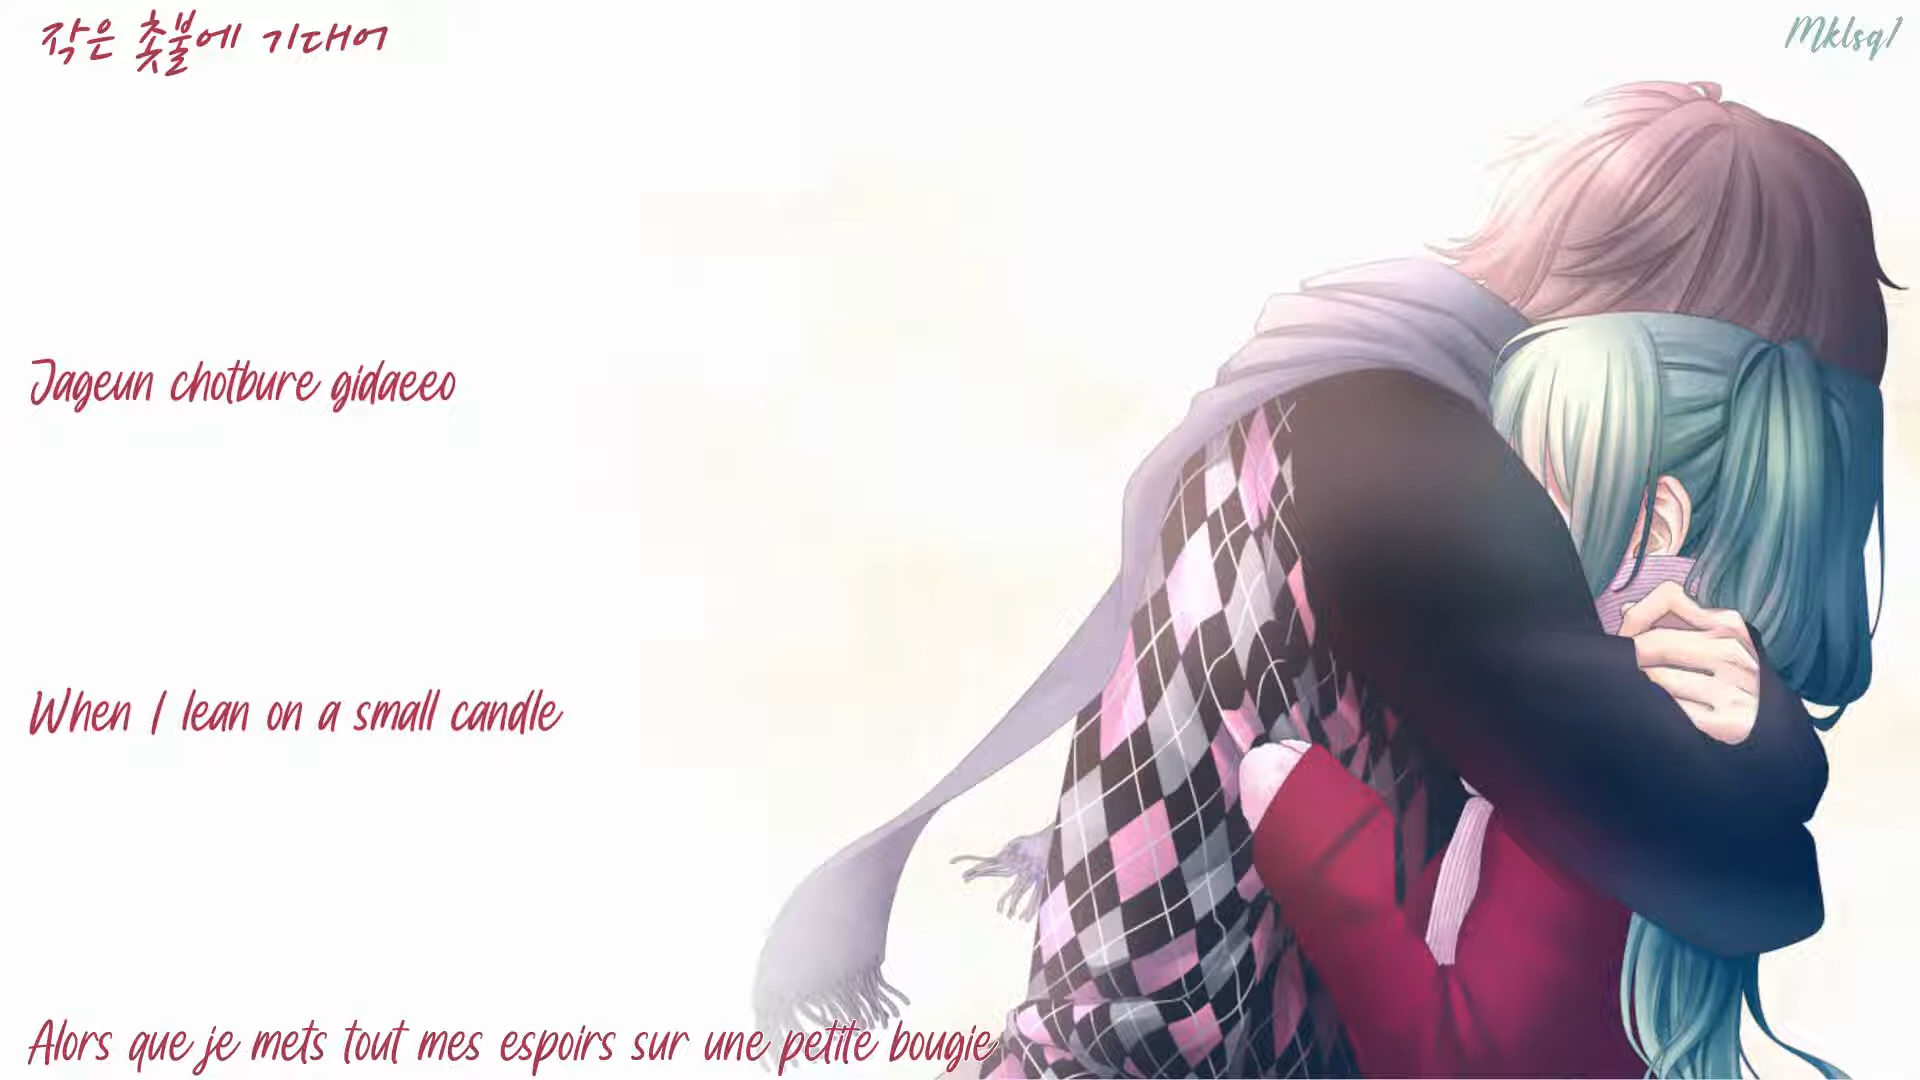 작은 촛불에 기대어
Mklsq1
Jageun chotbure gidaeeo
When I lean on a small candle
Alors que je mets tout mes espoirs sur une petite bougie